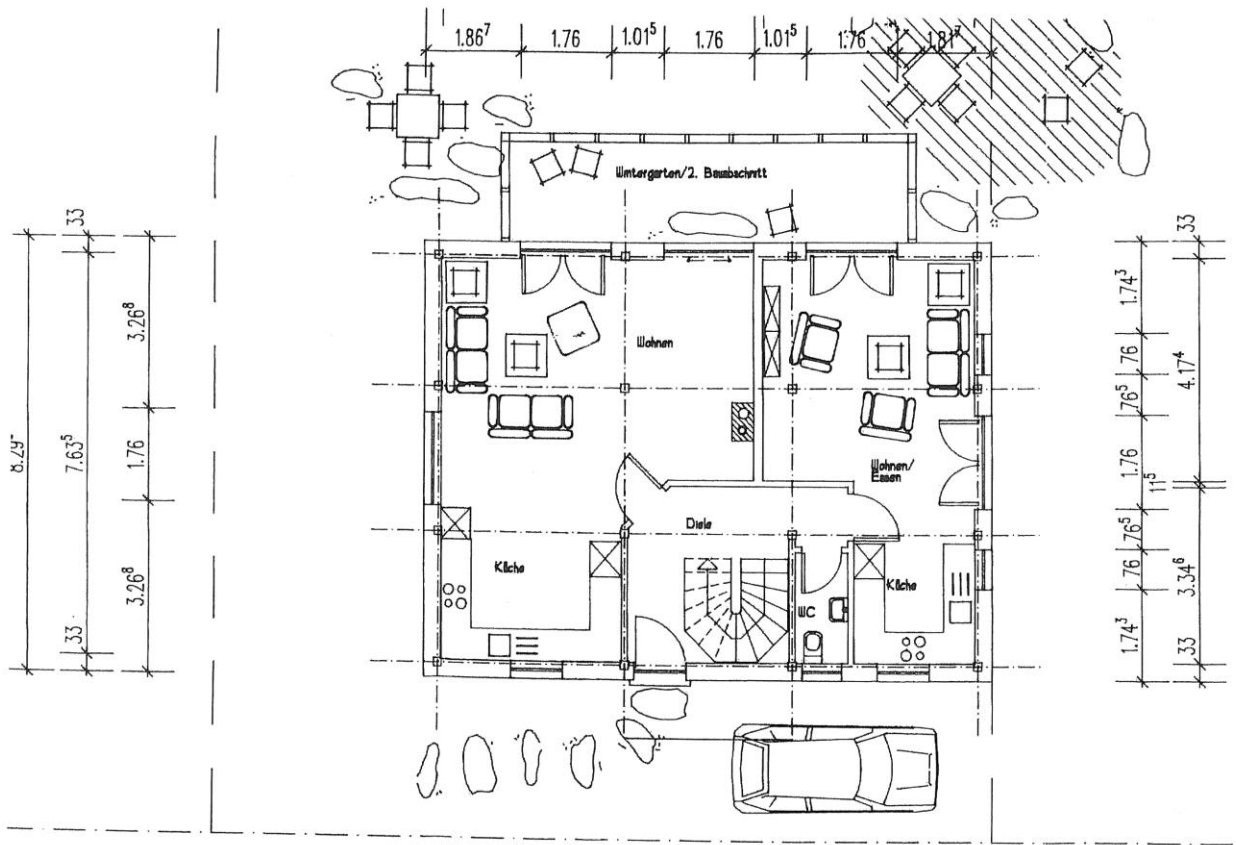 1.86⁷ 1.76 1.01⁵ 1.76 1.01⁵ 1.76 1.81⁷
Wintergarten/2. Bauabschnitt
33
33
8.29⁵
7.63⁵
3.26⁸
1.76
3.26⁸
33
Wohnen
Wohnen/
Essen
Diele
Küche
WC
Küche
1.74³
76
76⁵
1.76
11⁵
76⁵
76
1.74³
4.17⁴
3.34⁶
33